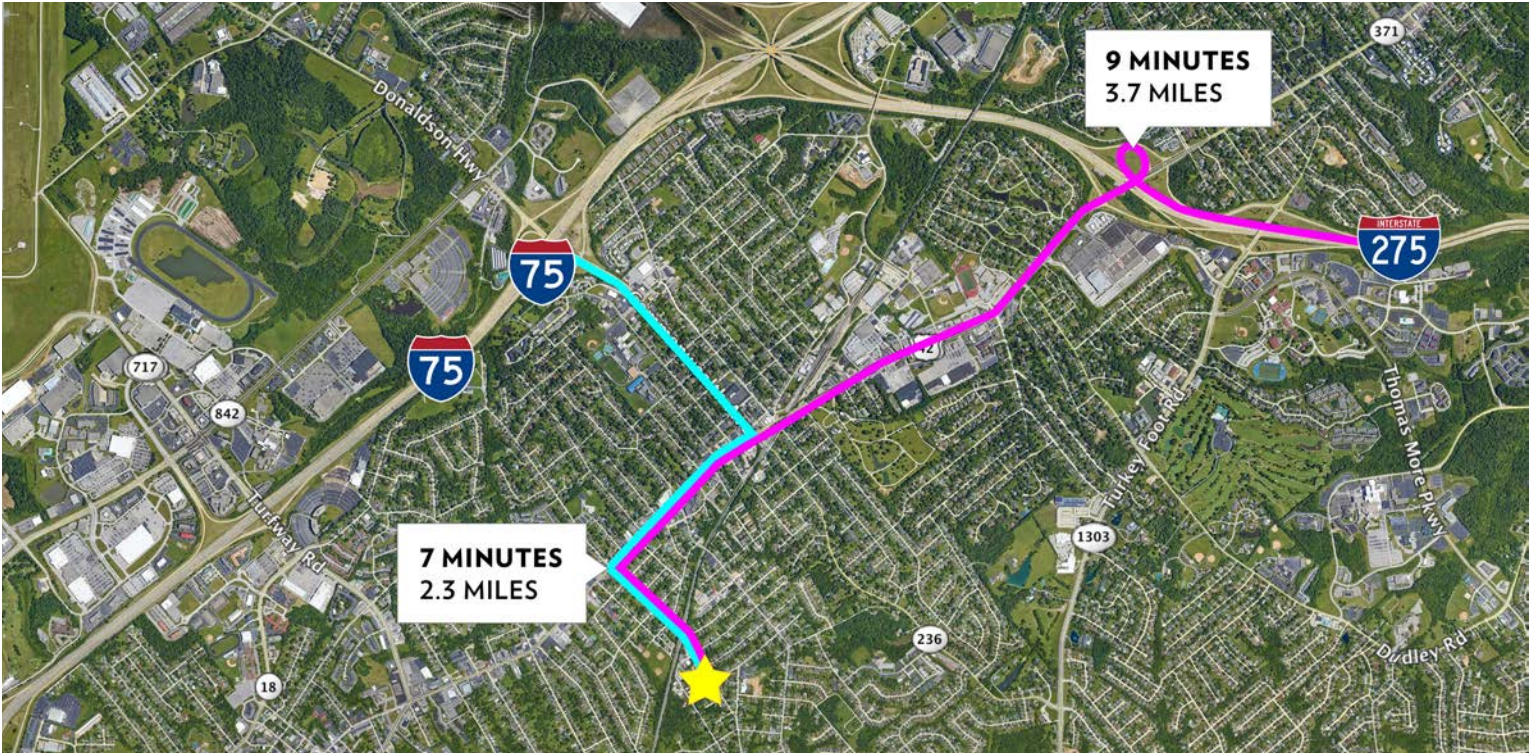 371
9 MINUTES
3.7 MILES
Donaldson Hwy
INTERSTATE
275
75
75
717
42
842
Turkey Foot Rd
Thomas More Pkwy
Turfway Rd
1303
7 MINUTES
2.3 MILES
236
Dudley Rd
18